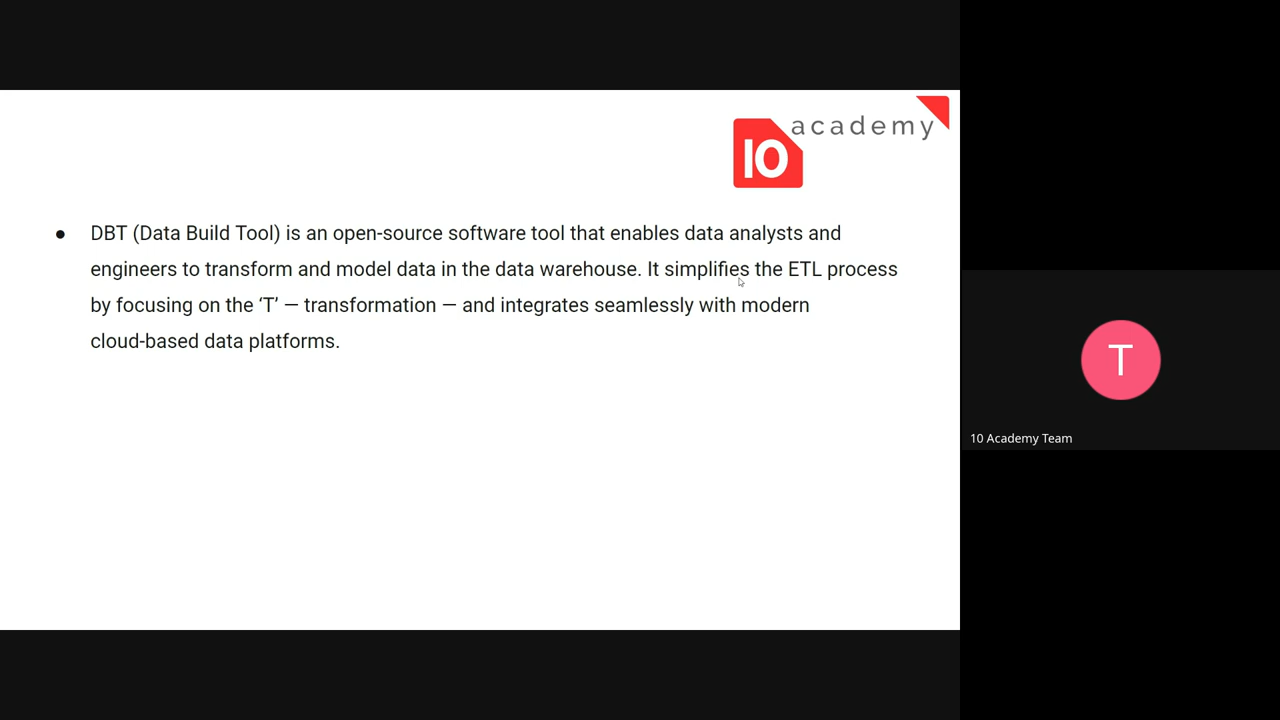 10 academy
● DBT (Data Build Tool) is an open-source software tool that enables data analysts and
engineers to transform and model data in the data warehouse. It simplifies the ETL process
by focusing on the ‘T’ — transformation — and integrates seamlessly with modern
cloud-based data platforms.
T
10 Academy Team